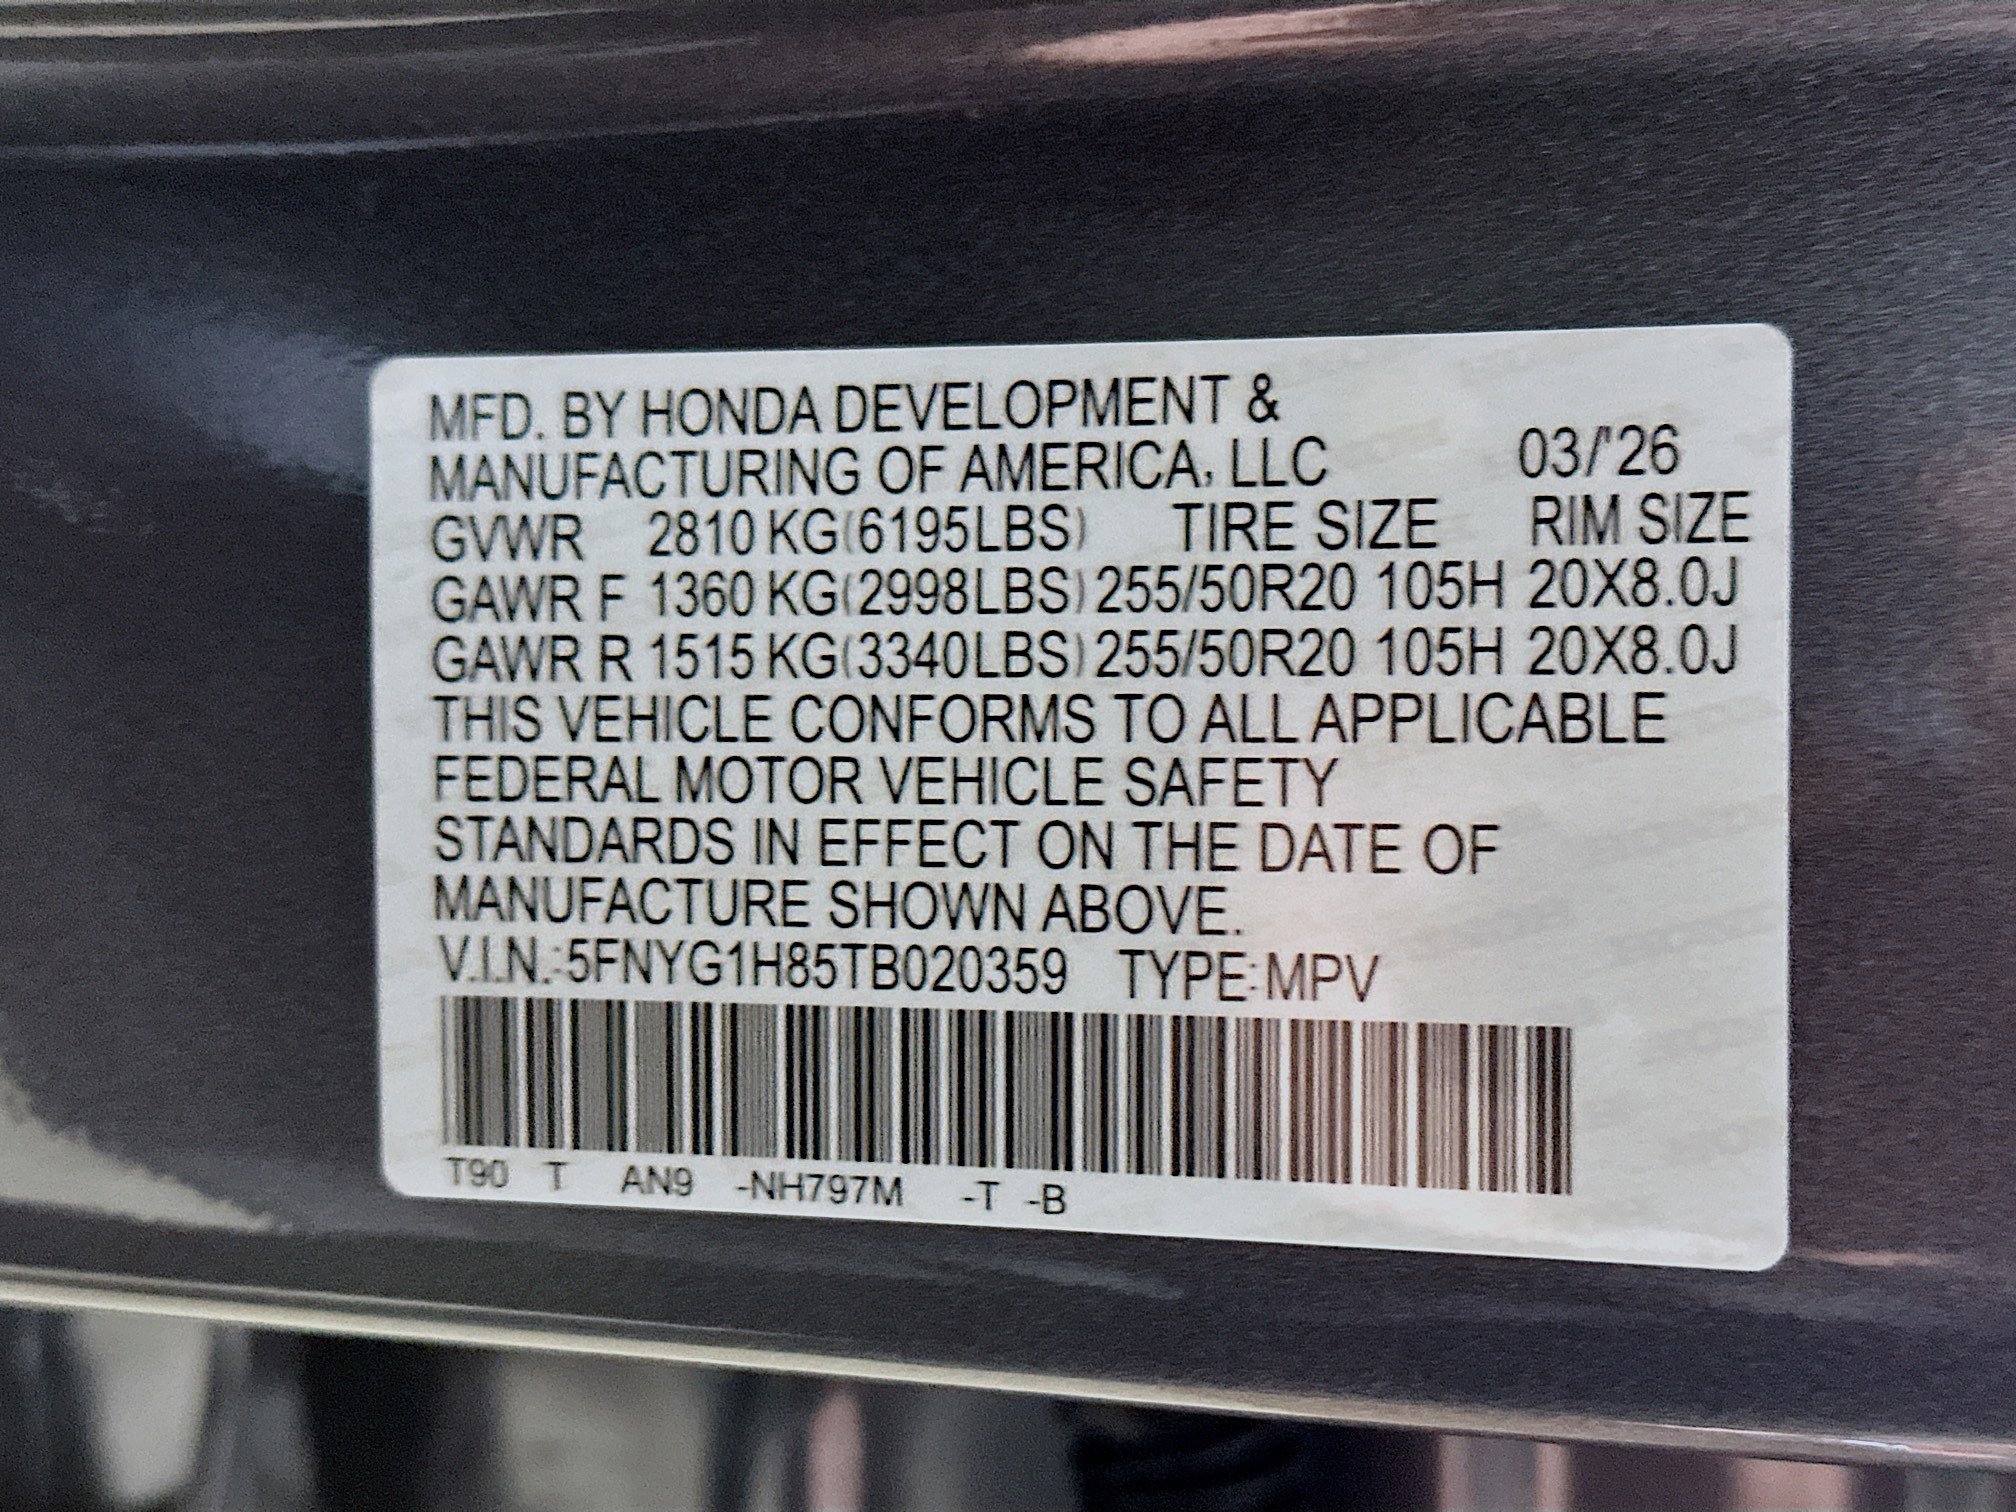 MFD. BY HONDA DEVELOPMENT &
MANUFACTURING OF AMERICA, LLC 03/'26
GVWR 2810 KG(6195LBS) TIRE SIZE RIM SIZE
GAWR F 1360 KG(2998LBS) 255/50R20 105H 20X8.0J
GAWR R 1515 KG(3340LBS) 255/50R20 105H 20X8.0J
THIS VEHICLE CONFORMS TO ALL APPLICABLE
FEDERAL MOTOR VEHICLE SAFETY
STANDARDS IN EFFECT ON THE DATE OF
MANUFACTURE SHOWN ABOVE.
V.I.N.:5FNYG1H85TB020359 TYPE:MPV
T90 T AN9 -NH797M -T -B